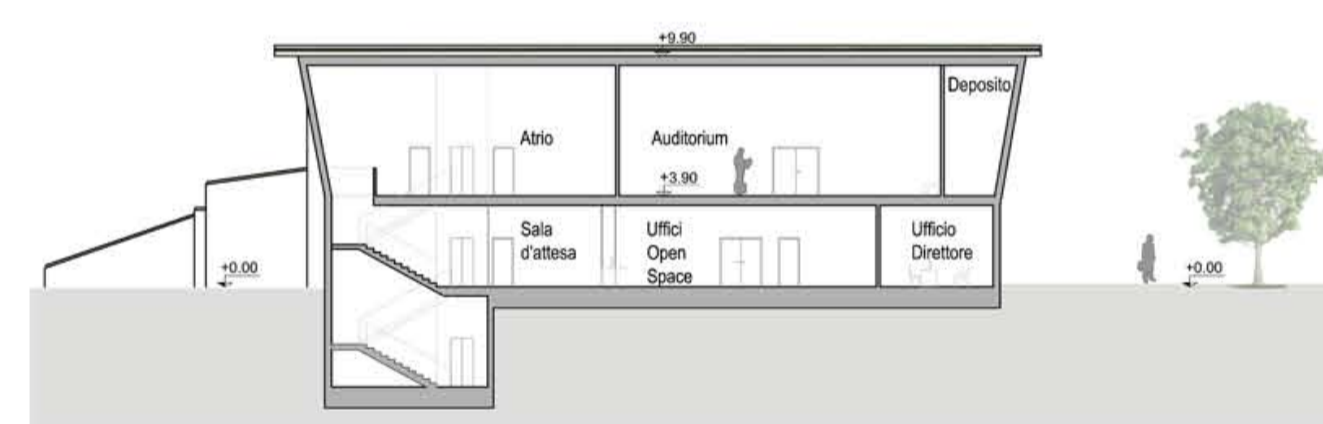 +9.90
Deposito
Atrio
Auditorium
+3.90
Sala
d'attesa
Uffici
Open
Space
Ufficio
Direttore
+0.00
+0.00